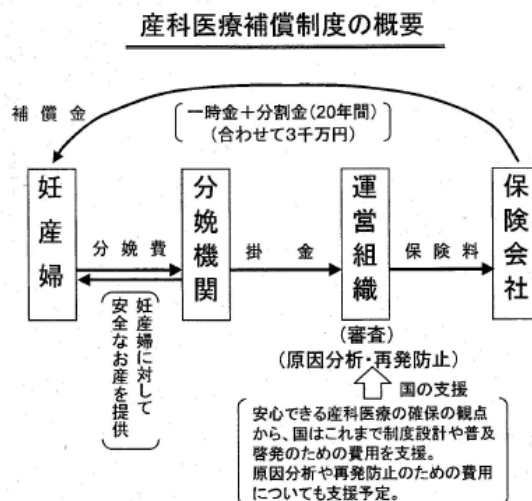 産科医療補償制度の概要
補償金
一時金+分割金(20年間)
(合わせて3千万円)
妊産婦
分娩費
分娩機関
掛金
運営組織
保険料
保険会社
妊産婦に対して
安全なお産を提供
(審査)
(原因分析・再発防止)
国の支援
安心できる産科医療の確保の観点
から、国はこれまで制度設計や普及
啓発のための費用を支援。
原因分析や再発防止のための費用
についても支援予定。